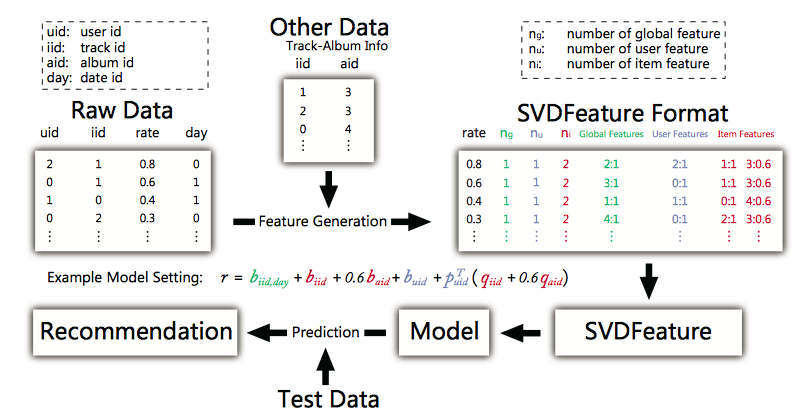 uid: user id
iid: track id
aid: album id
day: date id
Other Data
Track-Album Info
iid aid
1 3
2 3
0 4
⋮ ⋮
ng: number of global feature
nu: number of user feature
ni: number of item feature
Raw Data
uid iid rate day
2 1 0.8 0
0 1 0.6 1
1 0 0.4 1
0 2 0.3 0
⋮ ⋮ ⋮ ⋮
Feature Generation
SVDFeature Format
rate ng nu ni Global Features User Features Item Features
0.8 1 1 2 2:1 2:1 1:1 3:0.6
0.6 1 1 2 3:1 0:1 1:1 3:0.6
0.4 1 1 2 1:1 1:1 0:1 4:0.6
0.3 1 1 2 4:1 0:1 2:1 3:0.6
⋮ ⋮ ⋮ ⋮ ⋮ ⋮ ⋮ ⋮
Example Model Setting: r = b_{iid,day} + b_{iid} + 0.6 b_{aid} + b_{uid} + p_{uid}^T ( q_{iid} + 0.6 q_{aid} )
Recommendation
Prediction
Model
SVDFeature
Test Data